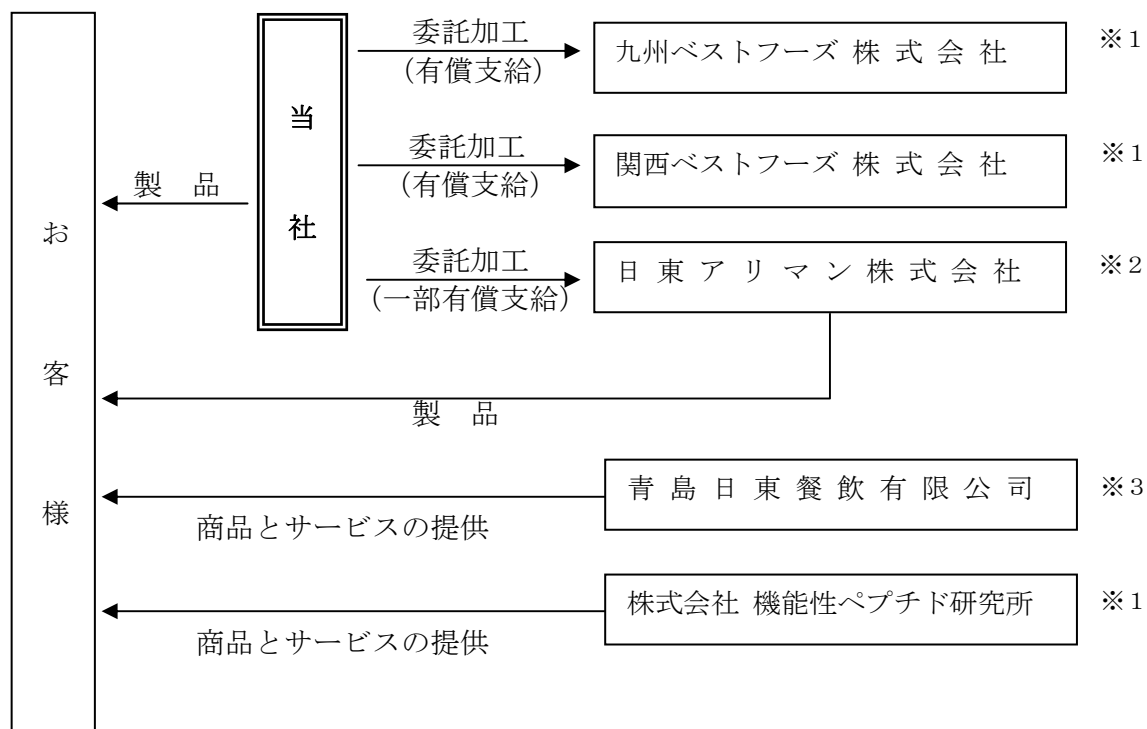 お客様
当社
製　品
委託加工
(有償支給)
九州ベストフーズ 株 式 会 社
※１
委託加工
(有償支給)
関西ベストフーズ 株 式 会 社
※１
委託加工
(一部有償支給)
日 東 ア リ マ ン 株 式 会 社
※２
製　品
青 島 日 東 餐 飲 有 限 公 司
※３
商品とサービスの提供
株式会社 機能性ペプチド研究所
※１
商品とサービスの提供